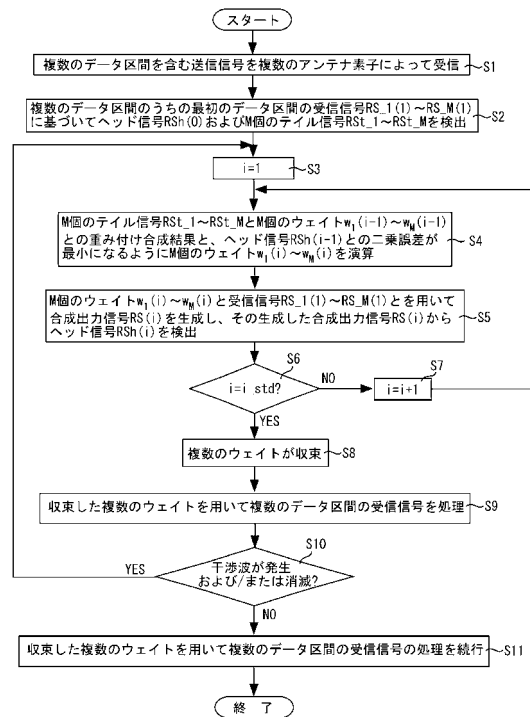 スタート
複数のデータ区間を含む送信信号を複数のアンテナ素子によって受信
S1
複数のデータ区間のうちの最初のデータ区間の受信信号RS_1(1)～RS_M(1)
に基づいてヘッド信号RSh(0)およびM個のテイル信号RSt_1～RSt_Mを検出
S2
i=1
S3
M個のテイル信号RSt_1～RSt_MとM個のウェイトw1(i-1)～wM(i-1)
との重み付け合成結果と、ヘッド信号RSh(i-1)との二乗誤差が
最小になるようにM個のウェイトw1(i)～wM(i)を演算
S4
M個のウェイトw1(i)～wM(i)と受信信号RS_1(1)～RS_M(1)とを用いて
合成出力信号RS(i)を生成し、その生成した合成出力信号RS(i)から
ヘッド信号RSh(i)を検出
S5
S6
i=i_std?
NO
S7
i=i+1
YES
複数のウェイトが収束
S8
収束した複数のウェイトを用いて複数のデータ区間の受信信号を処理
S9
S10
干渉波が発生
および/または消滅?
YES
NO
収束した複数のウェイトを用いて複数のデータ区間の受信信号の処理を続行
S11
終 了